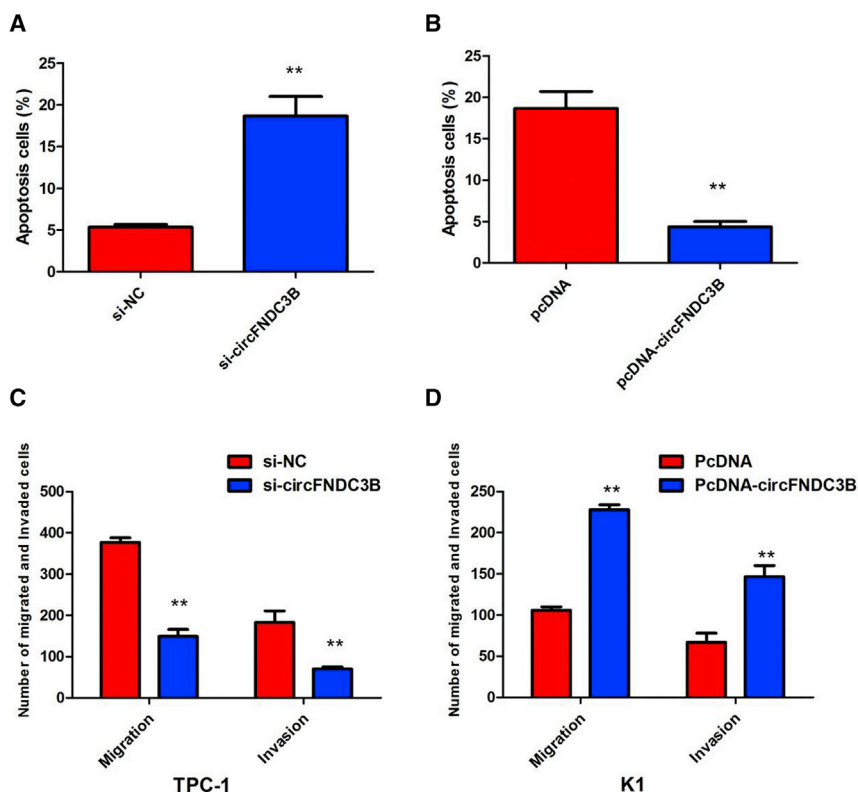 A
Apoptosis cells (%)
25
20
15
10
5
0
**
si-NC
si-circFNDC3B
B
Apoptosis cells (%)
25
20
15
10
5
0
**
pcDNA
pcDNA-circFNDC3B
C
si-NC
si-circFNDC3B
Number of migrated and Invaded cells
500
400
300
200
100
0
**
**
Migration
Invasion
TPC-1
D
PcDNA
PcDNA-circFNDC3B
Number of migrated and Invaded cells
250
200
150
100
50
0
**
**
Migration
Invasion
K1